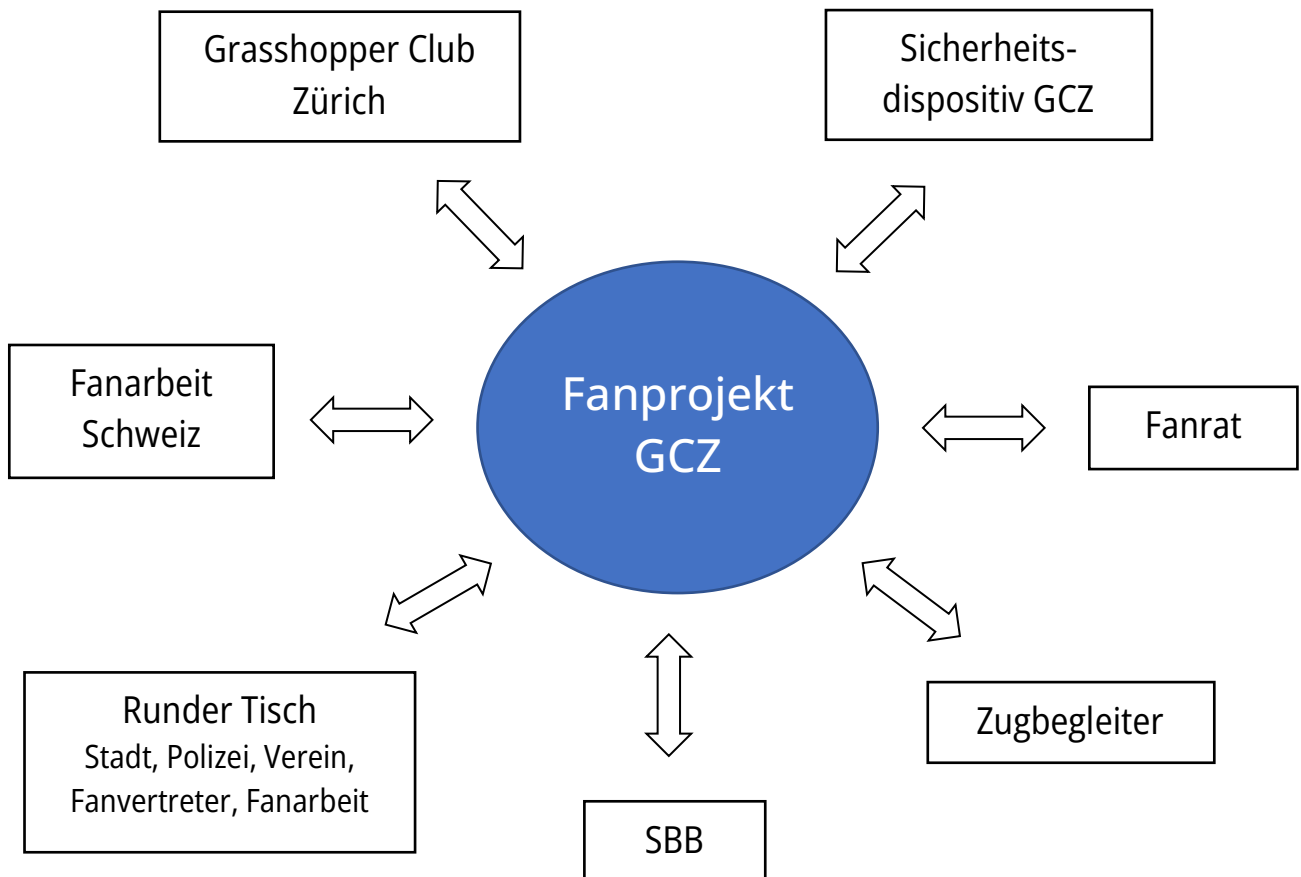 Grasshopper Club
Zürich
Sicherheits-
dispositiv GCZ
Fanarbeit
Schweiz
Fanprojekt
GCZ
Fanrat
Runder Tisch
Stadt, Polizei, Verein,
Fanvertreter, Fanarbeit
Zugbegleiter
SBB